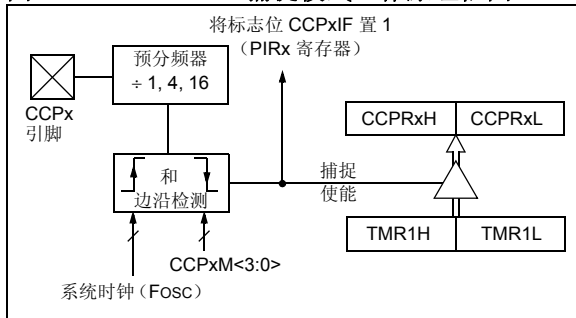 将标志位 CCPxIF 置 1
（PIRx 寄存器）
预分频器
÷ 1, 4, 16
CCPx
引脚
CCPRxH
CCPRxL
和
边沿检测
捕捉
使能
TMR1H
TMR1L
CCPxM<3:0>
系统时钟（FOSC）